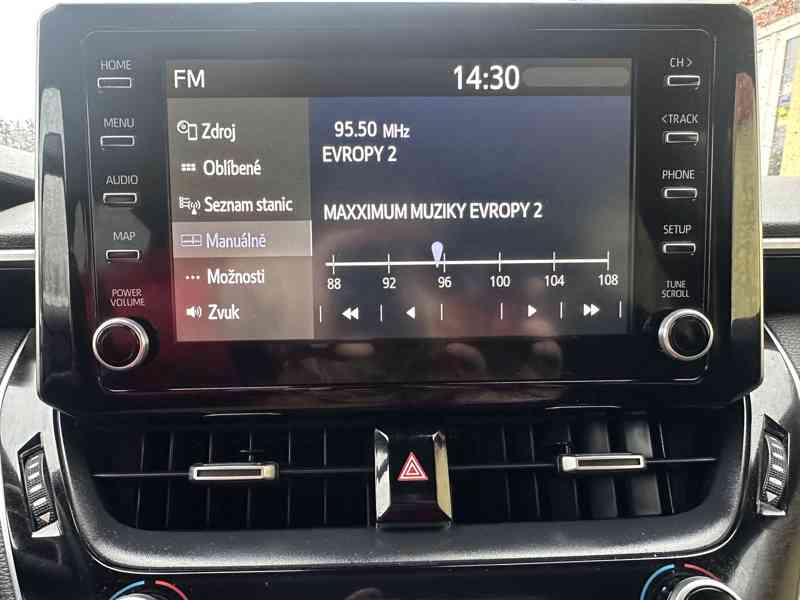 HOME
MENU
AUDIO
MAP
POWER
VOLUME
FM
14:30
Zdroj
Oblíbené
Seznam stanic
Manuálně
Možnosti
Zvuk
95.50 MHz
EVROPY 2
MAXXIMUM MUZIKY EVROPY 2
88 92 96 100 104 108
CH >
< TRACK
PHONE
SETUP
TUNE
SCROLL